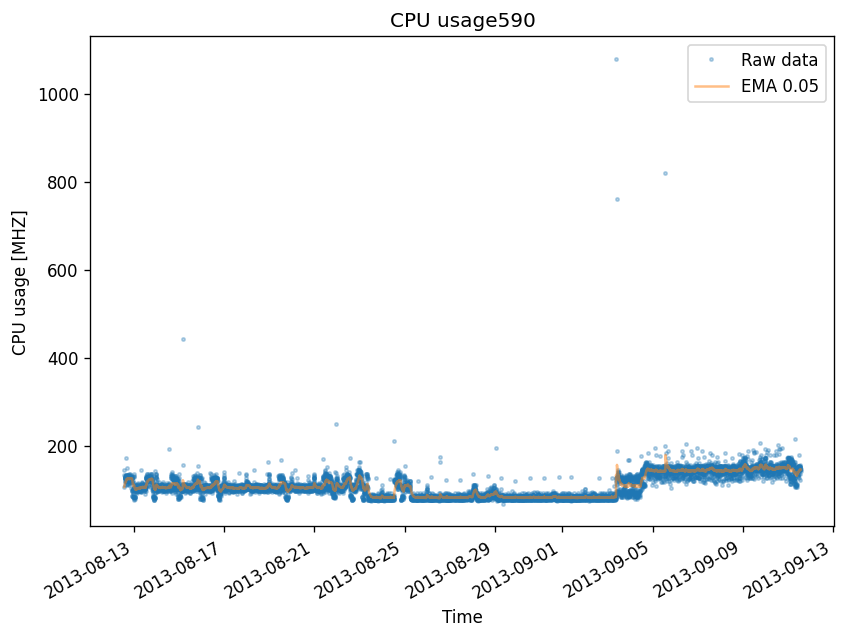 CPU usage590
Raw data
EMA 0.05
1000
800
600
400
200
CPU usage [MHZ]
2013-08-13
2013-08-17
2013-08-21
2013-08-25
2013-08-29
2013-09-01
2013-09-05
2013-09-09
2013-09-13
Time